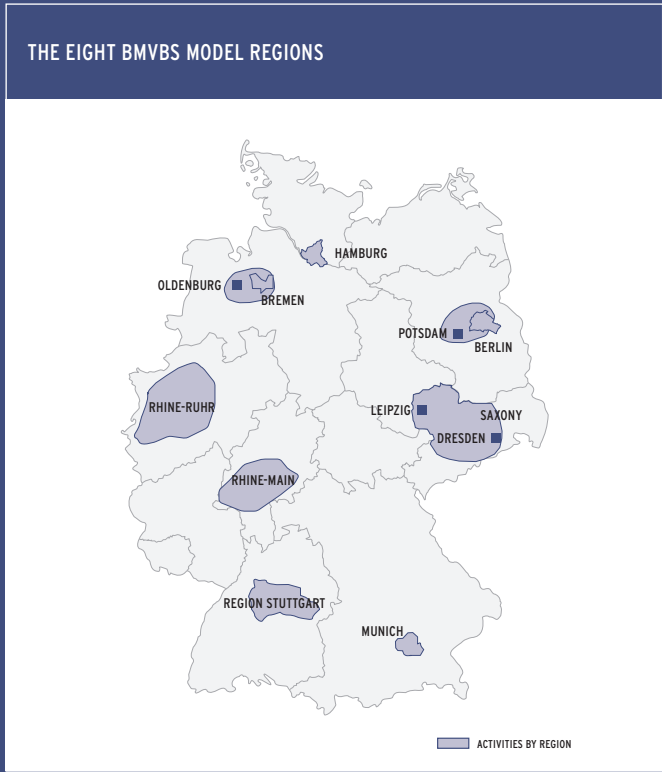 THE EIGHT BMVBS MODEL REGIONS
HAMBURG
OLDENBURG
BREMEN
POTSDAM
BERLIN
RHINE-RUHR
LEIPZIG
SAXONY
DRESDEN
RHINE-MAIN
REGION STUTTGART
MUNICH
ACTIVITIES BY REGION